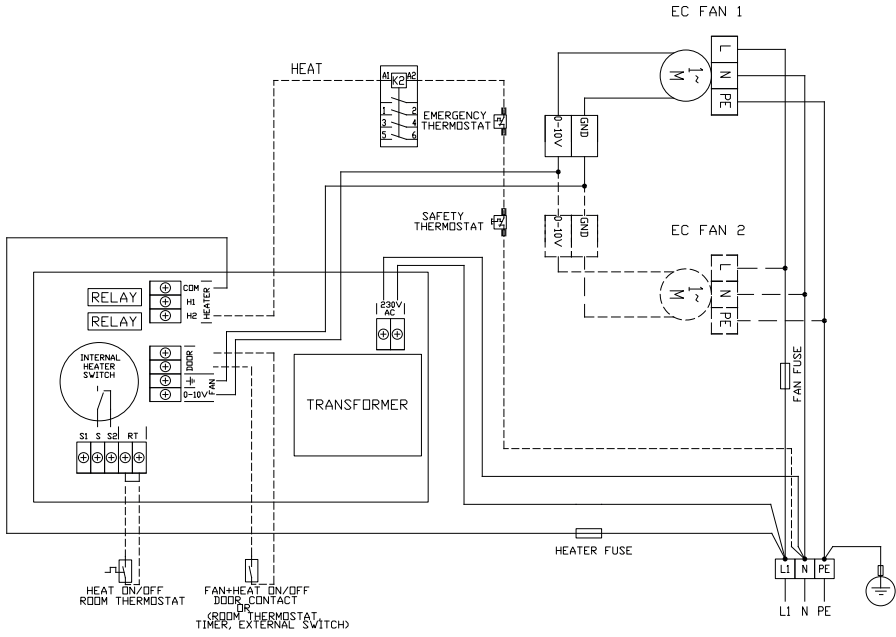 EC FAN 1
L
N
PE
1~
M
HEAT
A1
K2
A2
1
2
3
4
5
6
EMERGENCY
THERMOSTAT
0-10V
GND
SAFETY
THERMOSTAT
0-10V
GND
EC FAN 2
L
N
PE
1~
M
RELAY
RELAY
COM
H1
H2
HEATER
230V
AC
INTERNAL
HEATER
SWITCH
DOOR
FAN
0-10V
TRANSFORMER
FAN FUSE
S1 S S2 RT
HEATER FUSE
L1 N PE
L1 N PE
HEAT ON/OFF
ROOM THERMOSTAT
FAN+HEAT ON/OFF
DOOR CONTACT
OR
(ROOM THERMOSTAT,
TIMER, EXTERNAL SWITCH)